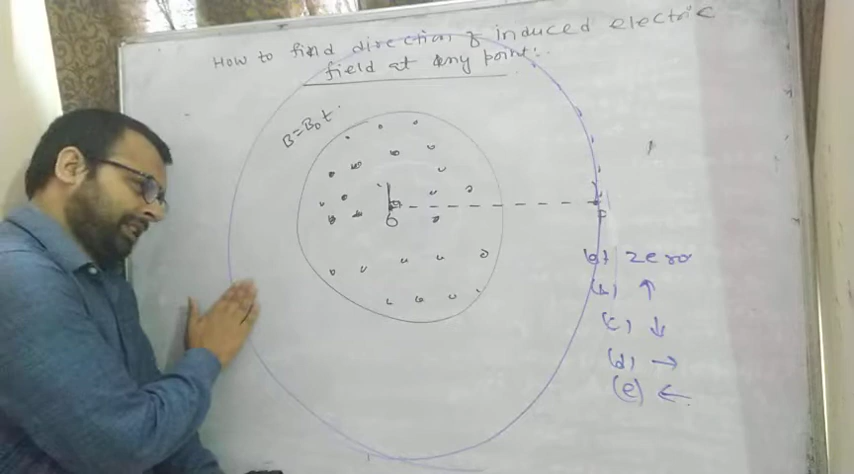 How to find direction of induced electric
field at any point:
B=B₀t
O
P
(a) zero
(b) ↑
(c) ↓
(d) →
(e) ←